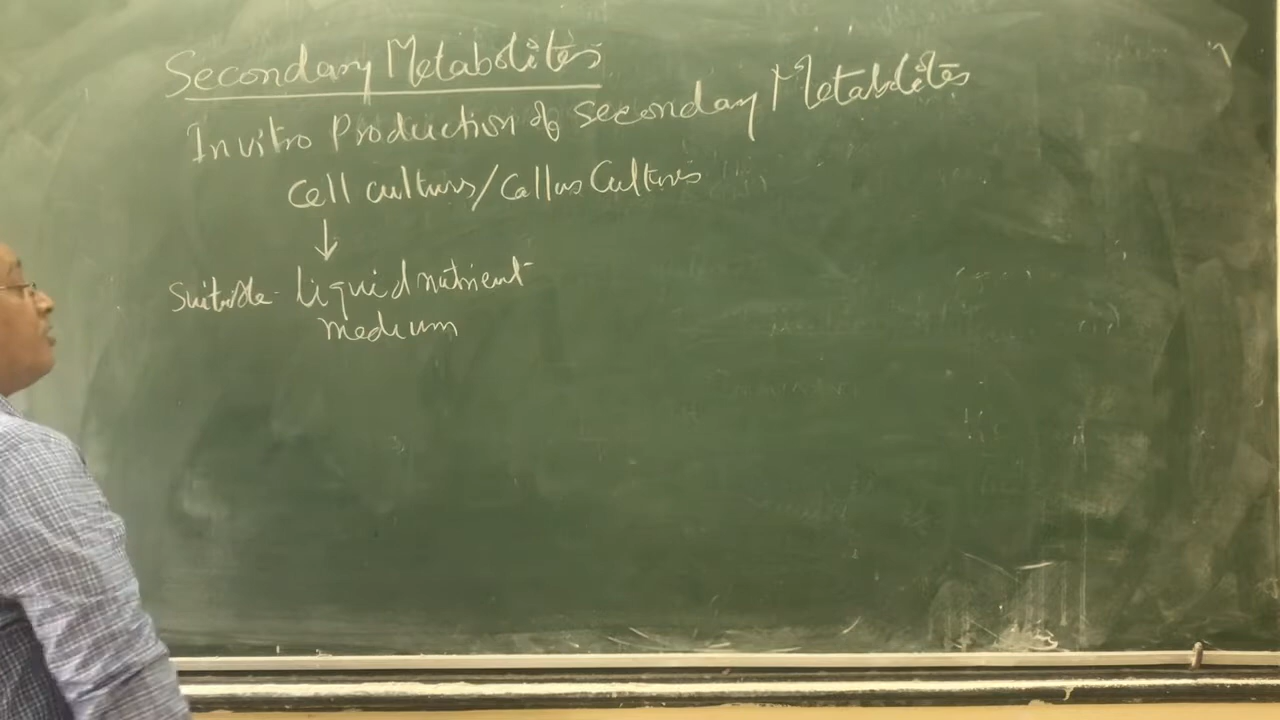 Secondary Metabolites
Invitro Production of secondary Metabolites
Cell cultures/Callus Cultures
↓
Suitable liquid nutrient
medium